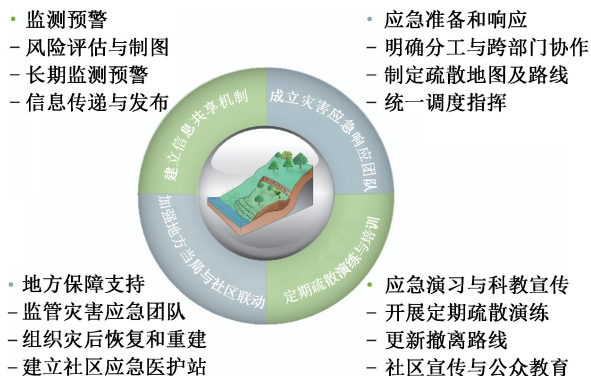 • 监测预警
– 风险评估与制图
– 长期监测预警
– 信息传递与发布
• 应急准备和响应
– 明确分工与跨部门协作
– 制定疏散地图及路线
– 统一调度指挥
建立信息共享机制
成立灾害应急响应团队
加强地方当局与社区联动
定期疏散演练与培训
• 地方保障支持
– 监管灾害应急团队
– 组织灾后恢复和重建
– 建立社区应急医护站
• 应急演习与科教宣传
– 开展定期疏散演练
– 更新撤离路线
– 社区宣传与公众教育